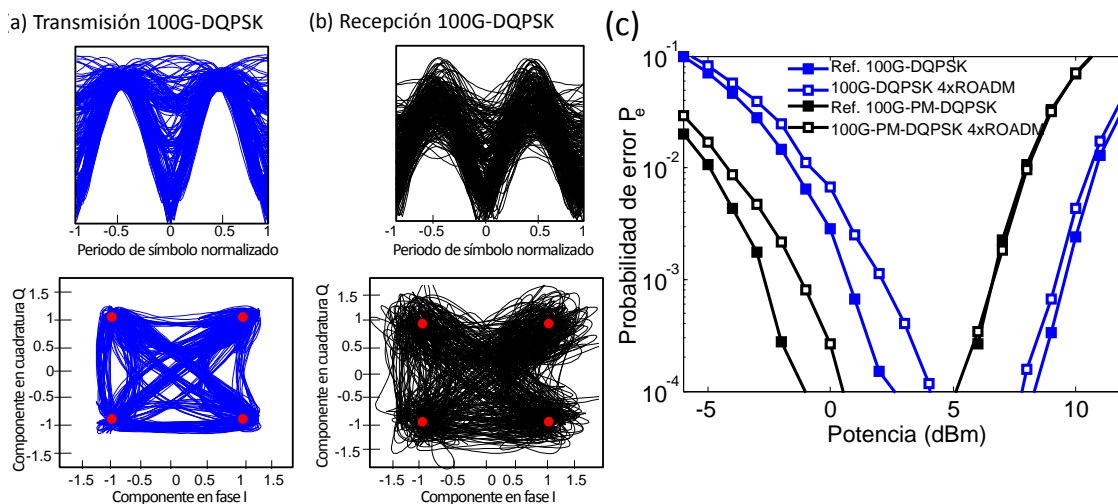 (a) Transmisión 100G-DQPSK
(b) Recepción 100G-DQPSK
(c)
-1 -0.5 0 0.5 1
Periodo de símbolo normalizado
-1 -0.5 0 0.5 1
Periodo de símbolo normalizado
Componente en cuadratura Q
1.5
1
0.5
0
-0.5
-1
-1.5
-1.5 -1 -0.5 0 0.5 1 1.5
Componente en fase I
Componente en cuadratura Q
1.5
1
0.5
0
-0.5
-1
-1.5
-1.5 -1 -0.5 0 0.5 1 1.5
Componente en fase I
Probabilidad de error Pe
10-1
10-2
10-3
10-4
Ref. 100G-DQPSK
100G-DQPSK 4xROADM
Ref. 100G-PM-DQPSK
100G-PM-DQPSK 4xROADM
-5 0 5 10
Potencia (dBm)